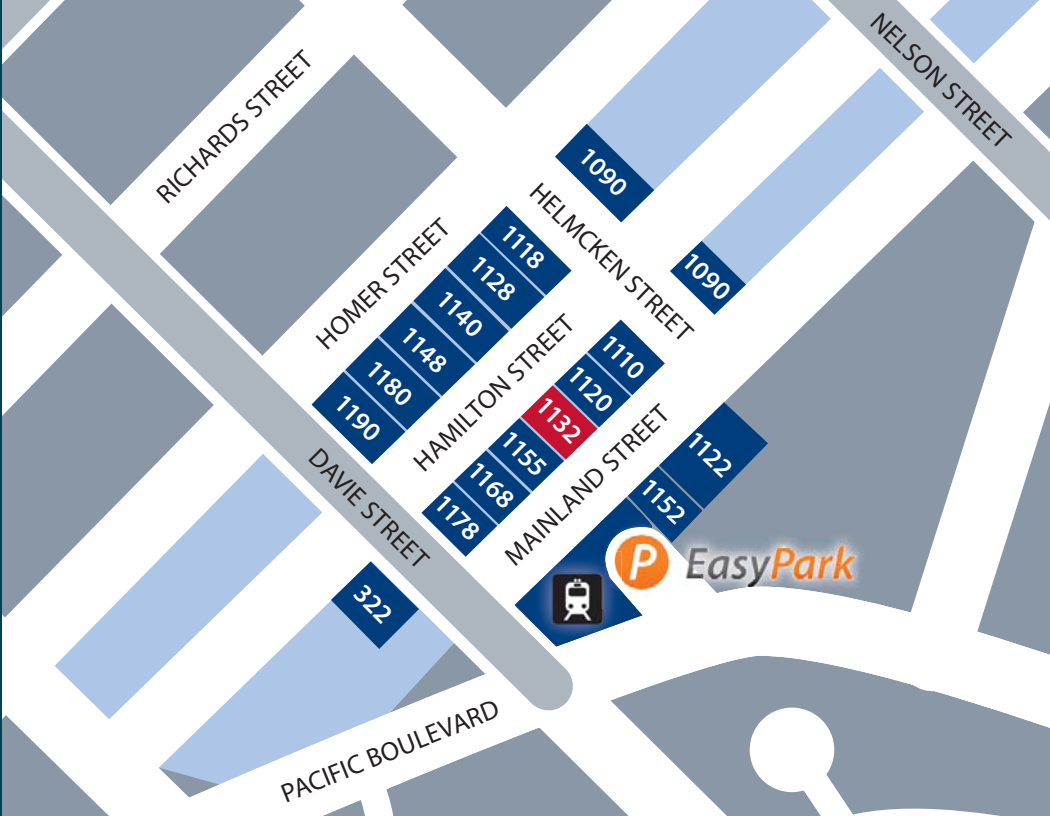 NELSON STREET
RICHARDS STREET
1090
HELMCKEN STREET
1090
HOMER STREET
1118
1128
1140
1148
1180
1190
HAMILTON STREET
1110
1120
1132
1155
1168
1178
MAINLAND STREET
1122
1152
DAVIE STREET
P EasyPark
322
PACIFIC BOULEVARD